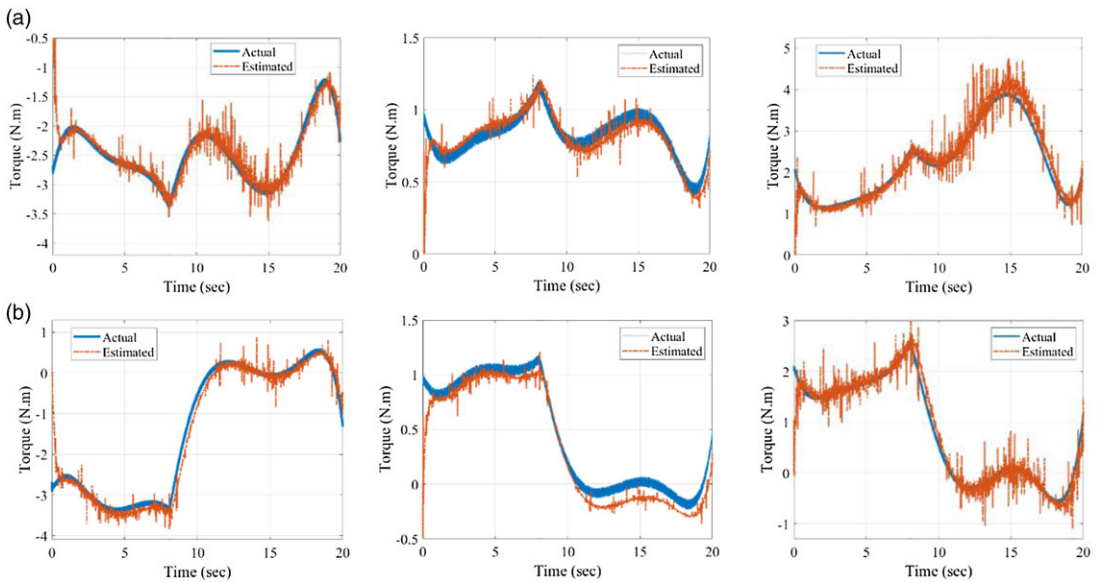 (a)
-0.5
-1
-1.5
-2
-2.5
-3
-3.5
-4
Torque (N.m)
0 5 10 15 20
Time (sec)
Actual
Estimated
1.5
1
0.5
0
Torque (N.m)
0 5 10 15 20
Time (sec)
Actual
Estimated
5
4
3
2
1
0
Torque (N.m)
0 5 10 15 20
Time (sec)
Actual
Estimated
(b)
1
0
-1
-2
-3
-4
Torque (N.m)
0 5 10 15 20
Time (sec)
Actual
Estimated
1.5
1
0.5
0
-0.5
Torque (N.m)
0 5 10 15 20
Time (sec)
Actual
Estimated
3
2
1
0
-1
Torque (N.m)
0 5 10 15 20
Time (sec)
Actual
Estimated